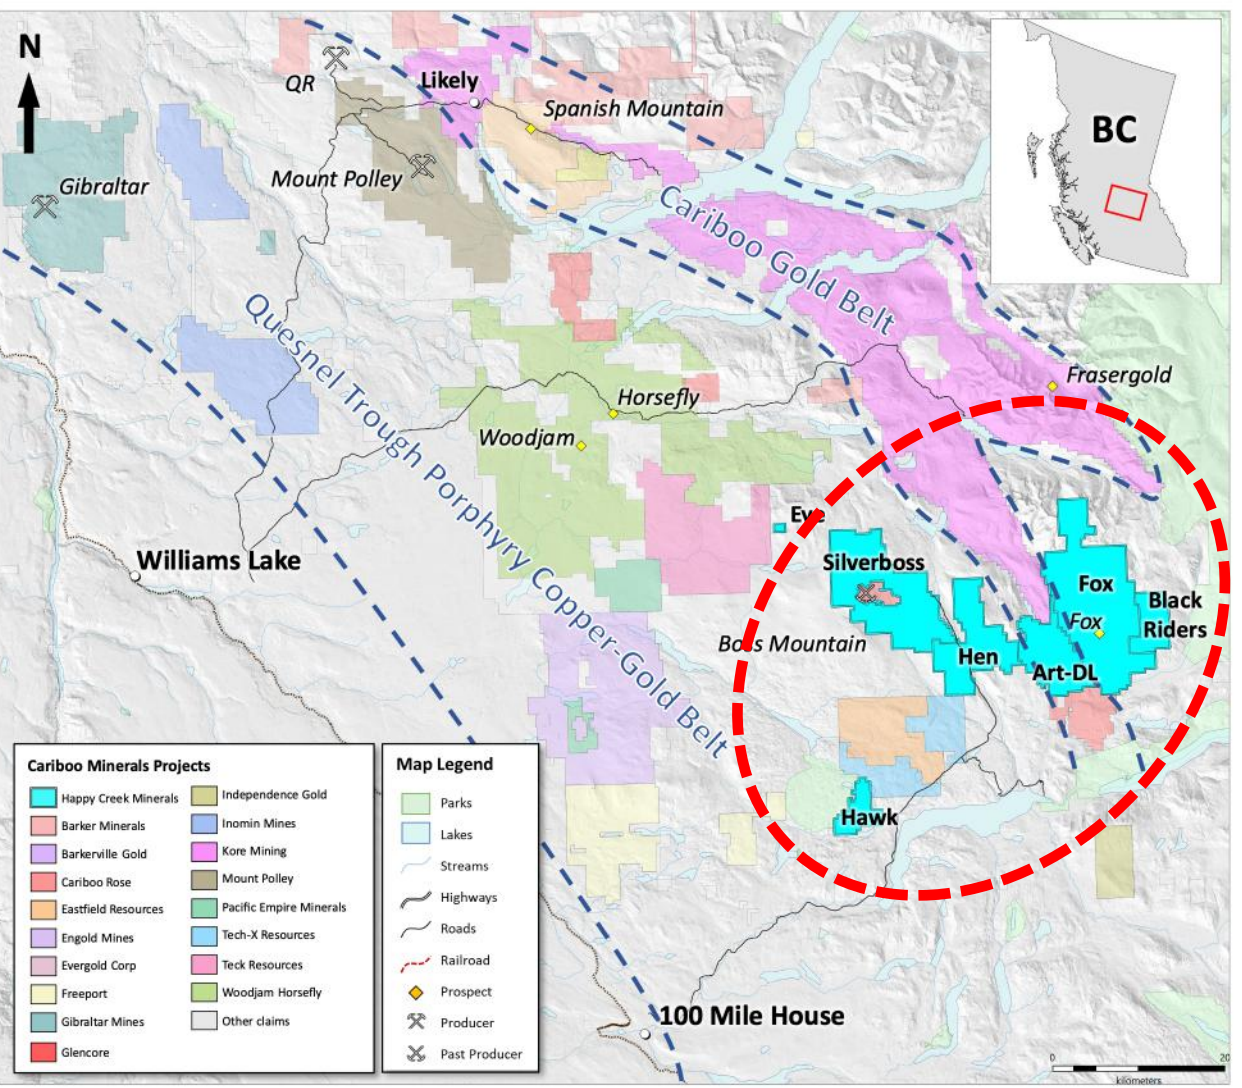 N
QR
Likely
Spanish Mountain
BC
Gibraltar
Mount Polley
Cariboo Gold Belt
Quesnel Trough Porphyry Copper-Gold Belt
Frasergold
Horsefly
Woodjam
Eve
Williams Lake
Silverboss
Fox
Black
Riders
Fox
Boss Mountain
Hen
Art-DL
Hawk
100 Mile House
Cariboo Minerals Projects
Happy Creek Minerals
Barker Minerals
Barkerville Gold
Cariboo Rose
Eastfield Resources
Engold Mines
Evergold Corp
Freeport
Gibraltar Mines
Glencore
Independence Gold
Inomin Mines
Kore Mining
Mount Polley
Pacific Empire Minerals
Tech-X Resources
Teck Resources
Woodjam Horsefly
Other claims
Map Legend
Parks
Lakes
Streams
Highways
Roads
Railroad
Prospect
Producer
Past Producer
0 20
kilometers